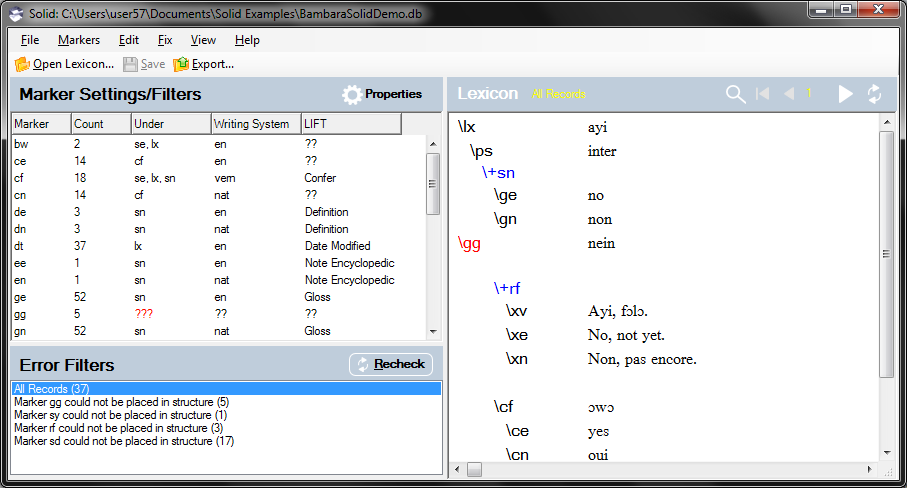 Solid: C:\Users\user57\Documents\Solid Examples\BambaraSolidDemo.db
File Markers Edit Fix View Help
Open Lexicon... Save Export...
Marker Settings/Filters Properties
Marker Count Under Writing System LIFT
bw 2 se, lx en ??
ce 14 cf en ??
cf 18 se, lx, sn vern Confer
cn 14 cf nat ??
de 3 sn en Definition
dn 3 sn nat Definition
dt 37 lx en Date Modified
ee 1 sn en Note Encyclopedic
en 1 sn nat Note Encyclopedic
ge 52 sn en Gloss
gg 5 ??? ?? ??
gn 52 sn nat Gloss
Error Filters Recheck
All Records (37)
Marker gg could not be placed in structure (5)
Marker sy could not be placed in structure (1)
Marker rf could not be placed in structure (3)
Marker sd could not be placed in structure (17)
Lexicon All Records 1
\lx ayi
\ps inter
\+sn
\ge no
\gn non
\gg nein
\+rf
\xv Ayi, fɔlɔ.
\xe No, not yet.
\xn Non, pas encore.
\cf ɔwɔ
\ce yes
\cn oui